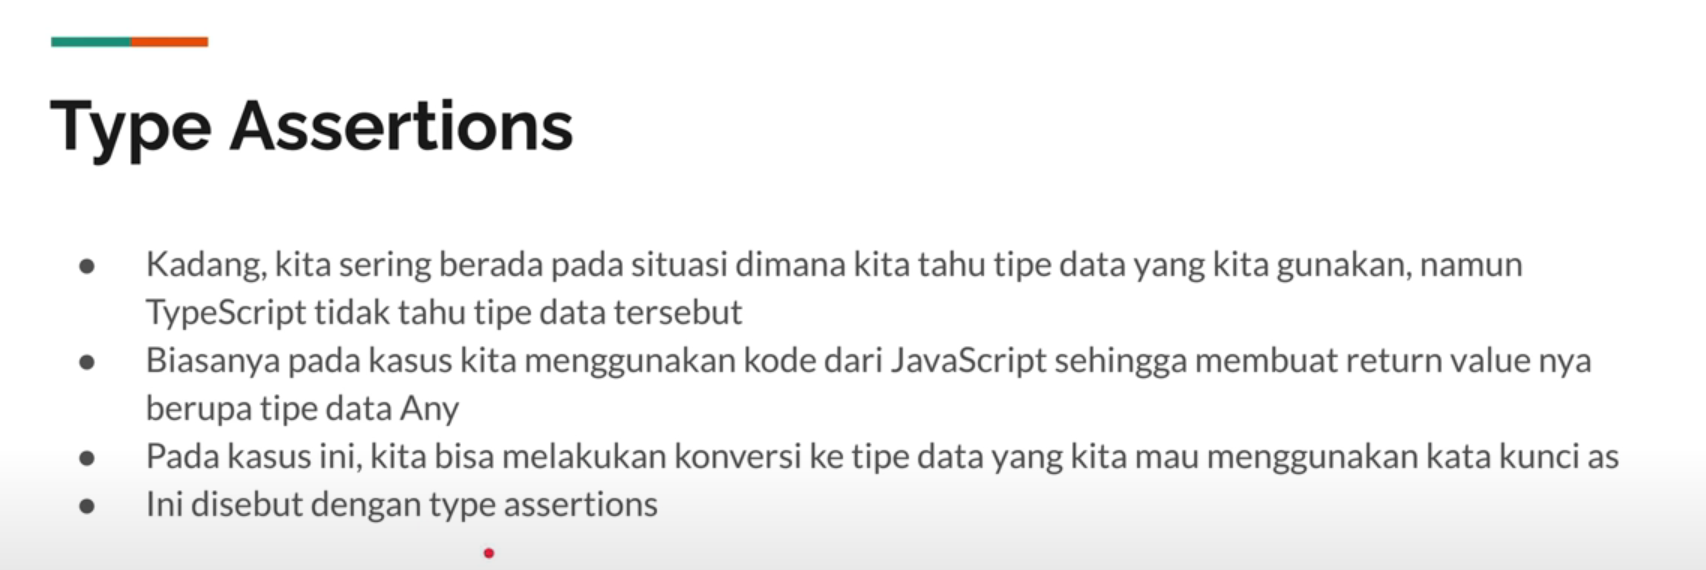 Type Assertions
● Kadang, kita sering berada pada situasi dimana kita tahu tipe data yang kita gunakan, namun
TypeScript tidak tahu tipe data tersebut
● Biasanya pada kasus kita menggunakan kode dari JavaScript sehingga membuat return value nya
berupa tipe data Any
● Pada kasus ini, kita bisa melakukan konversi ke tipe data yang kita mau menggunakan kata kunci as
● Ini disebut dengan type assertions